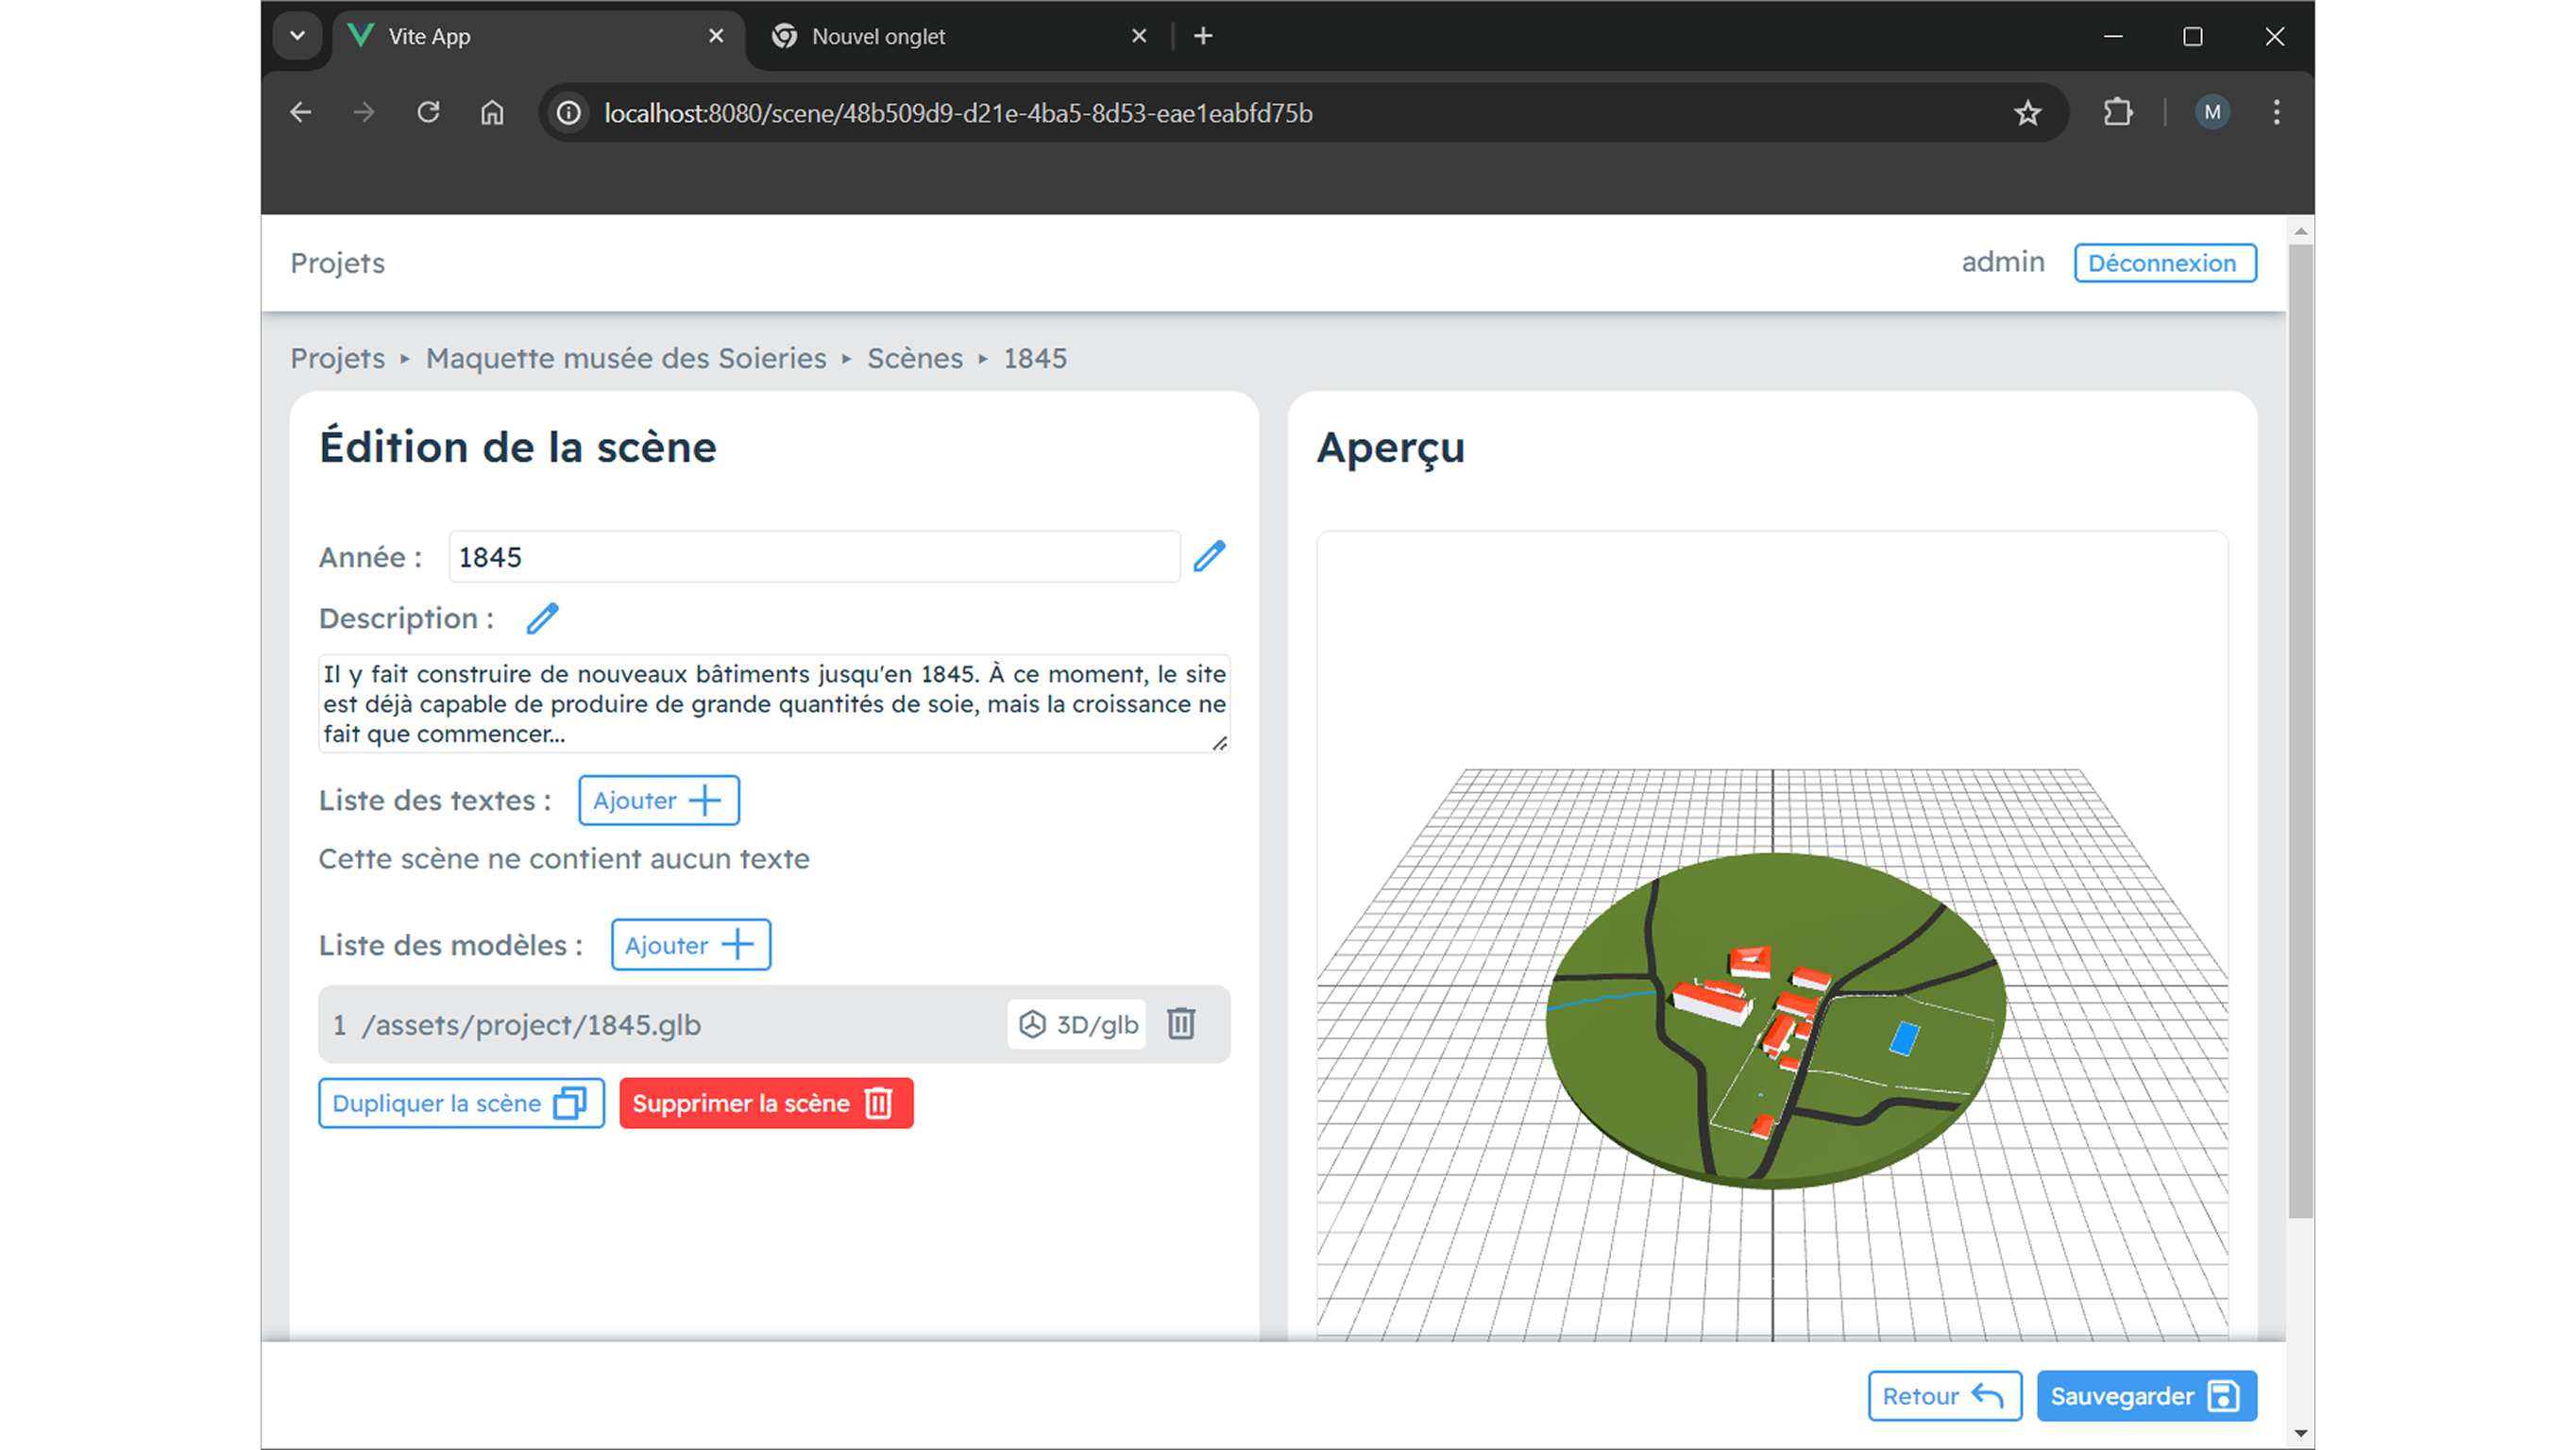 Vite App
Nouvel onglet
localhost:8080/scene/48b509d9-d21e-4ba5-8d53-eae1eabfd75b
M
Projets
admin
Déconnexion
Projets ▸ Maquette musée des Soieries ▸ Scènes ▸ 1845
Édition de la scène
Année :
1845
Description :
Il y fait construire de nouveaux bâtiments jusqu'en 1845. À ce moment, le site
est déjà capable de produire de grande quantités de soie, mais la croissance ne
fait que commencer...
Liste des textes :
Ajouter
Cette scène ne contient aucun texte
Liste des modèles :
Ajouter
1 /assets/project/1845.glb
3D/glb
Dupliquer la scène
Supprimer la scène
Aperçu
Retour
Sauvegarder